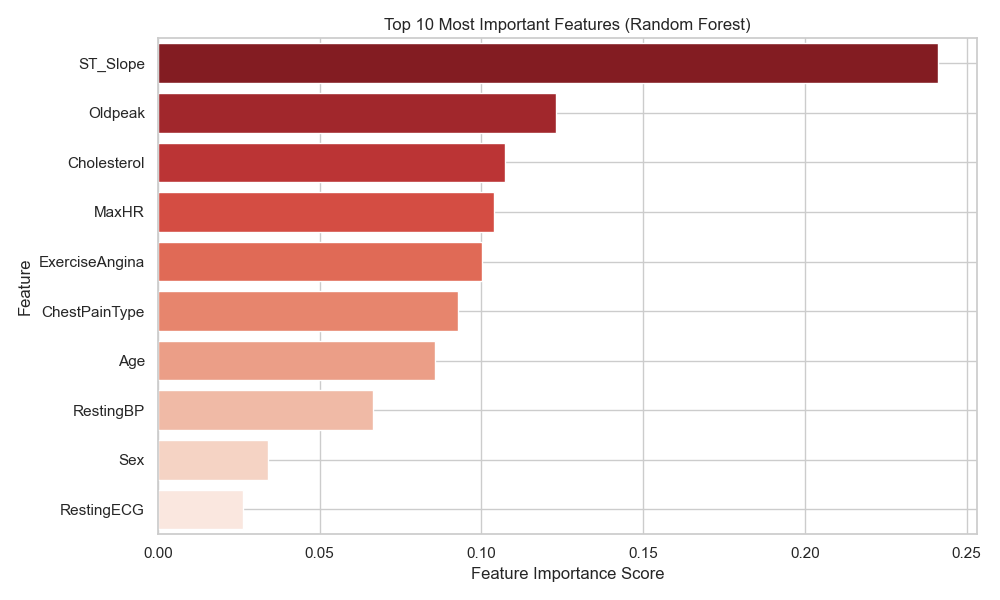 Top 10 Most Important Features (Random Forest)
Feature
ST_Slope
Oldpeak
Cholesterol
MaxHR
ExerciseAngina
ChestPainType
Age
RestingBP
Sex
RestingECG
0.00 0.05 0.10 0.15 0.20 0.25
Feature Importance Score